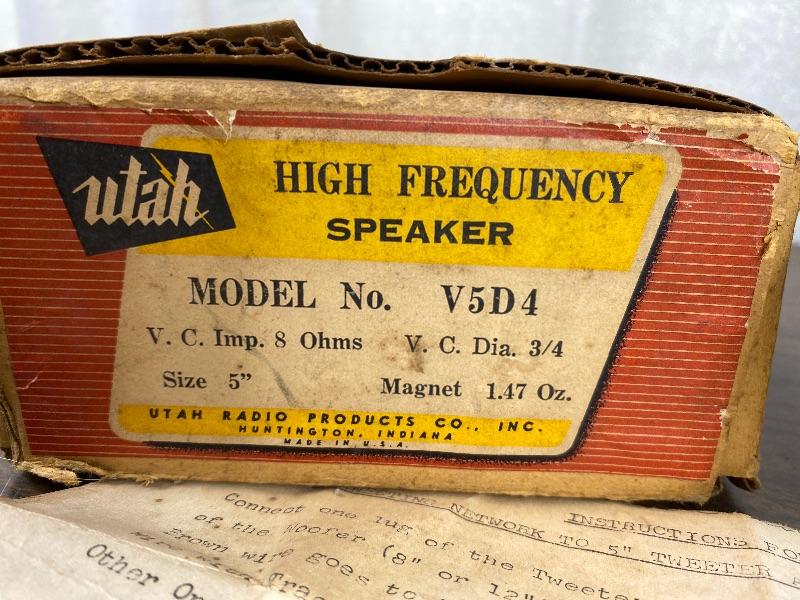 utah
HIGH FREQUENCY
SPEAKER
MODEL No. V5D4
V. C. Imp. 8 Ohms V. C. Dia. 3/4
Size 5” Magnet 1.47 Oz.
UTAH RADIO PRODUCTS CO., INC.
HUNTINGTON, INDIANA
MADE IN U.S.A.
INSTRUCTIONS FO
NETWORK TO 5" TWEETER
Connect one lug of the Tweete
of the Woofer (8" or 12"
Brown wire goes to
Other